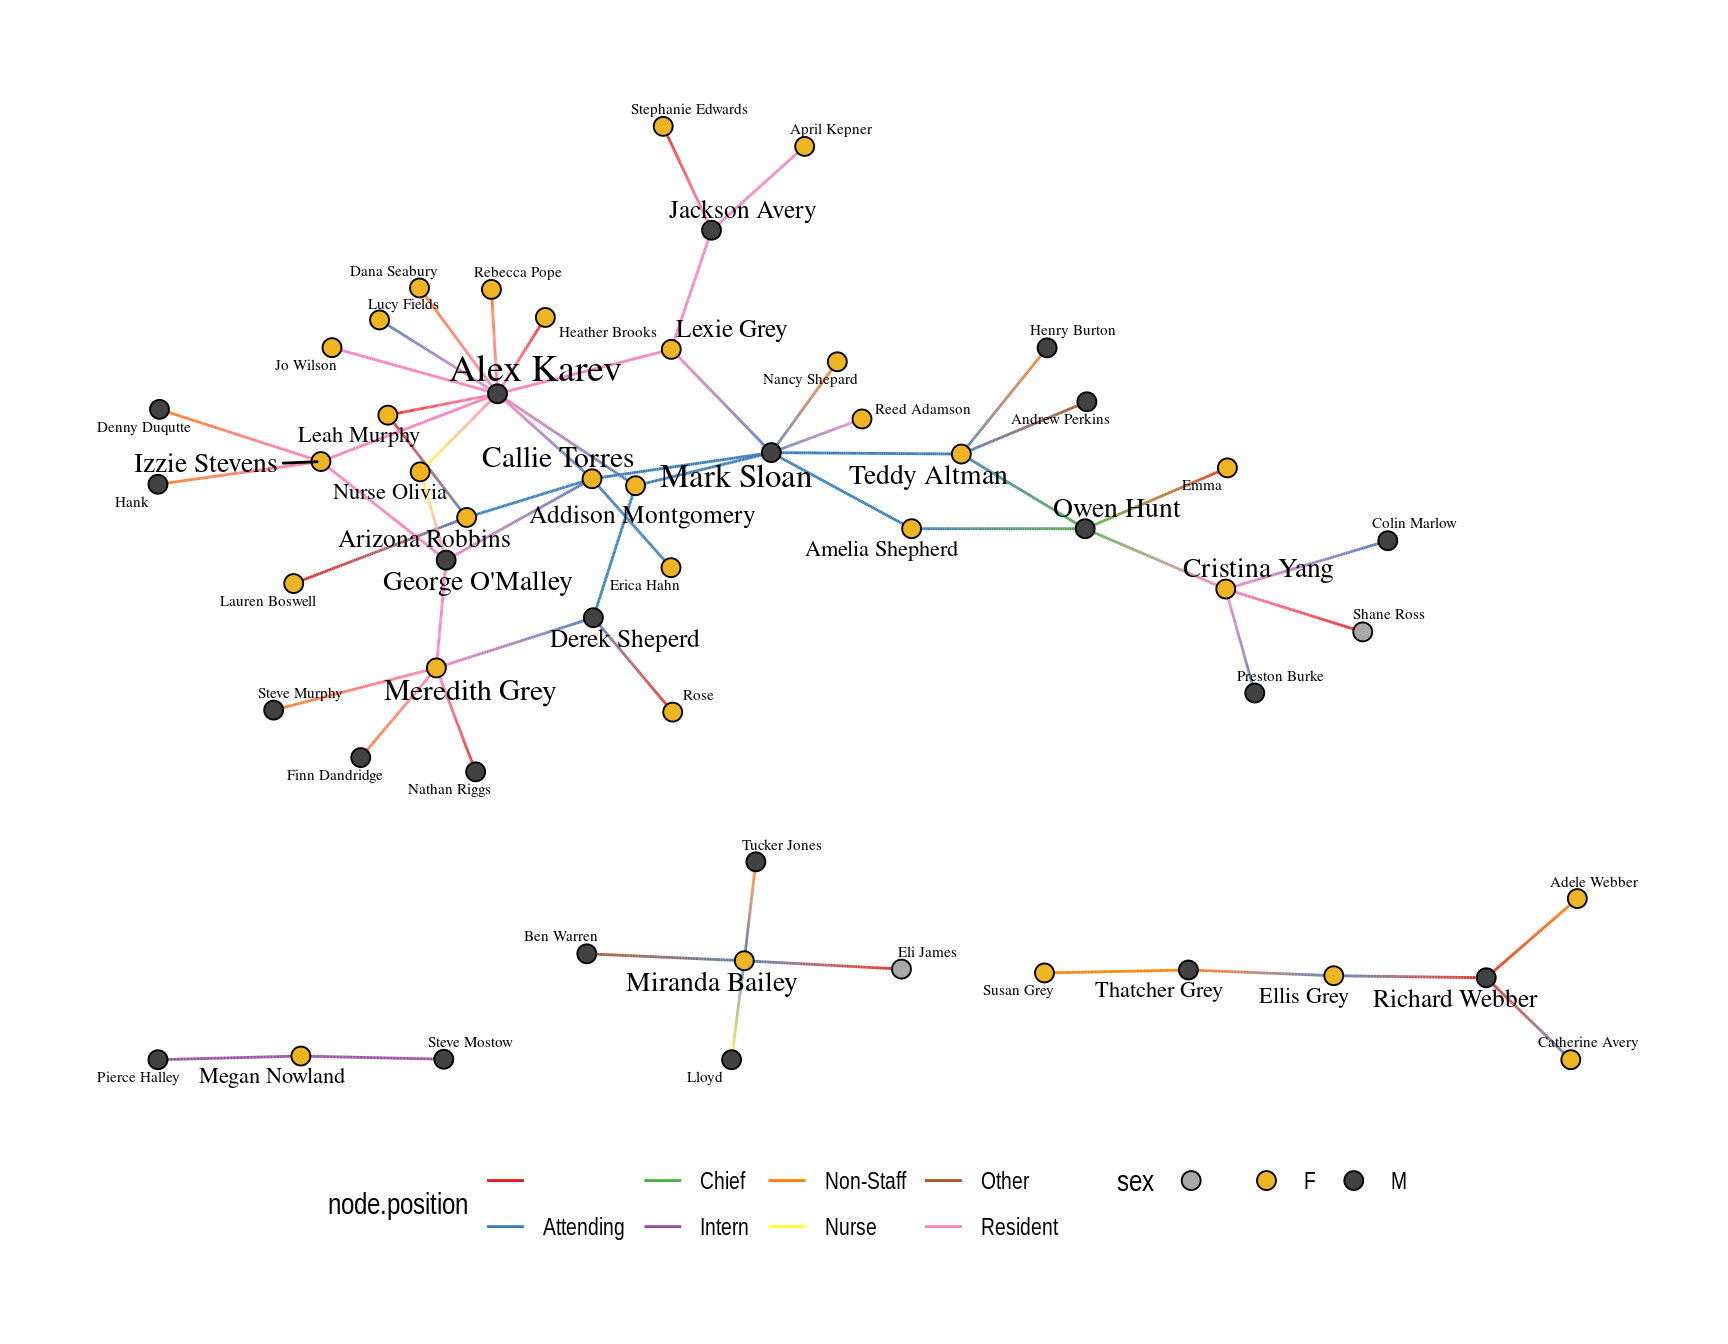 Stephanie Edwards
April Kepner
Jackson Avery
Dana Seabury
Rebecca Pope
Lucy Fields
Heather Brooks
Lexie Grey
Henry Burton
Jo Wilson
Alex Karev
Nancy Shepard
Reed Adamson
Andrew Perkins
Denny Duqutte
Leah Murphy
Izzie Stevens
Callie Torres
Mark Sloan
Teddy Altman
Emma
Hank
Nurse Olivia
Addison Montgomery
Owen Hunt
Colin Marlow
Arizona Robbins
Amelia Shepherd
Cristina Yang
George O'Malley
Erica Hahn
Lauren Boswell
Shane Ross
Derek Sheperd
Preston Burke
Steve Murphy
Meredith Grey
Rose
Finn Dandridge
Nathan Riggs
Tucker Jones
Adele Webber
Ben Warren
Eli James
Miranda Bailey
Susan Grey
Thatcher Grey
Ellis Grey
Richard Webber
Steve Mostow
Catherine Avery
Pierce Halley
Megan Nowland
Lloyd
node.position
Chief
Non-Staff
Other
Attending
Intern
Nurse
Resident
sex
F
M